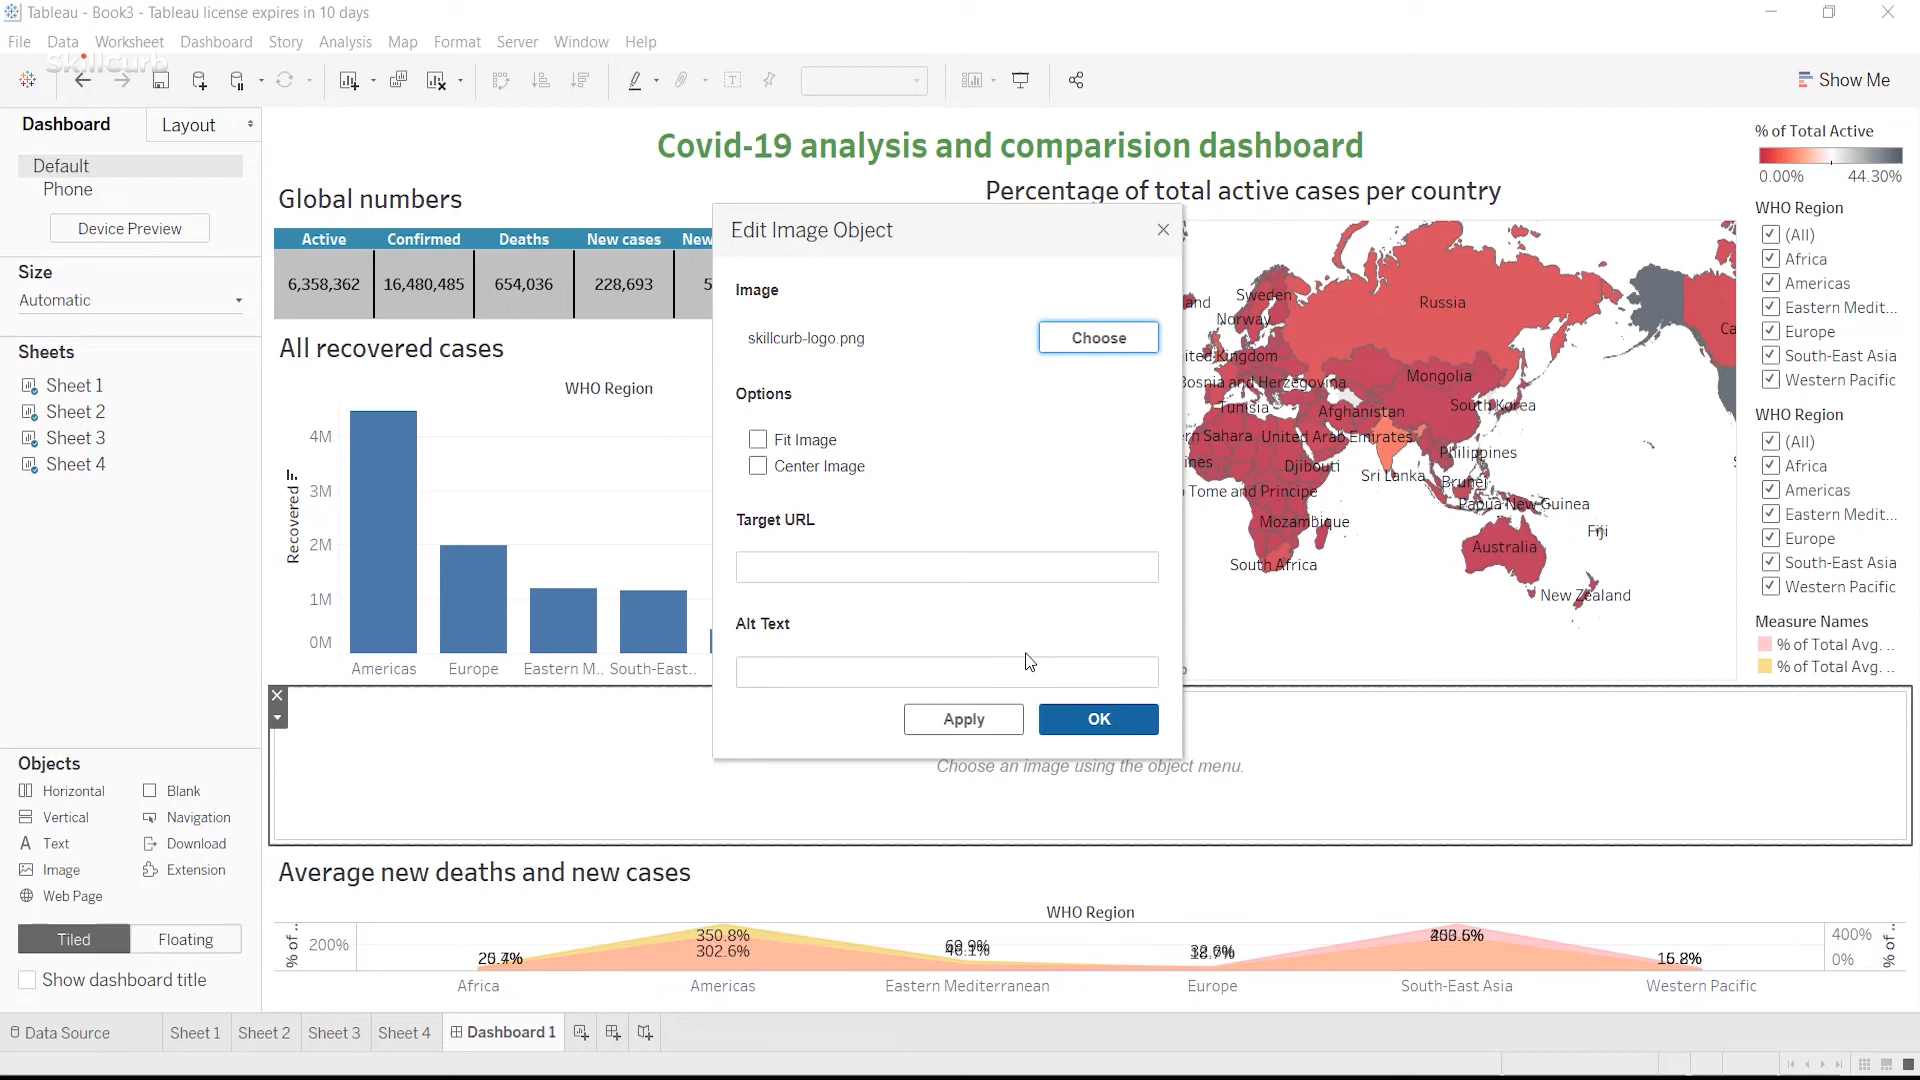 Tableau - Book3 - Tableau license expires in 10 days
File Data Worksheet Dashboard Story Analysis Map Format Server Window Help
Skillcurb
Show Me
Dashboard Layout
Default
Phone
Device Preview
Size
Automatic
Sheets
Sheet 1
Sheet 2
Sheet 3
Sheet 4
Objects
Horizontal Blank
Vertical Navigation
Text Download
Image Extension
Web Page
Tiled Floating
Show dashboard title
Covid-19 analysis and comparision dashboard
Global numbers
Active Confirmed Deaths New cases New
6,358,362 16,480,485 654,036 228,693 5
All recovered cases
WHO Region
Recovered
4M
3M
2M
1M
0M
Americas Europe Eastern M.. South-East..
Percentage of total active cases per country
Sweden
Russia
Norway
Mongolia
Bosnia and Herzegovina
Tunisia
South Korea
Afghanistan
United Arab Emirates
Philippines
Djibouti
Sri Lanka
Brunei
Papua New Guinea
Mozambique
Fiji
Australia
South Africa
New Zealand
Edit Image Object
Image
skillcurb-logo.png
Choose
Options
Fit Image
Center Image
Target URL
Alt Text
Apply OK
Choose an image using the object menu.
% of Total Active
0.00% 44.30%
WHO Region
(All)
Africa
Americas
Eastern Medit...
Europe
South-East Asia
Western Pacific
WHO Region
(All)
Africa
Americas
Eastern Medit...
Europe
South-East Asia
Western Pacific
Measure Names
% of Total Avg. ..
% of Total Avg. ..
Average new deaths and new cases
WHO Region
% of ..
200%
350.8%
302.6%
400%
0%
% of ..
Africa Americas Eastern Mediterranean Europe South-East Asia Western Pacific
Data Source Sheet 1 Sheet 2 Sheet 3 Sheet 4 Dashboard 1